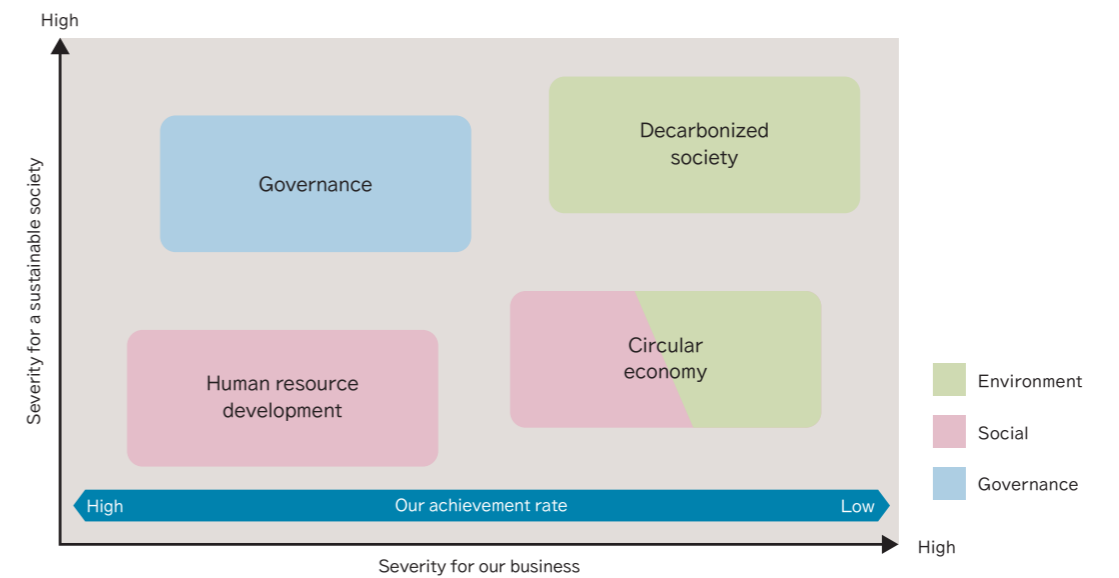 High
Severity for a sustainable society
Decarbonized
society
Governance
Circular
economy
Human resource
development
High
Our achievement rate
Low
Severity for our business
High
Environment
Social
Governance